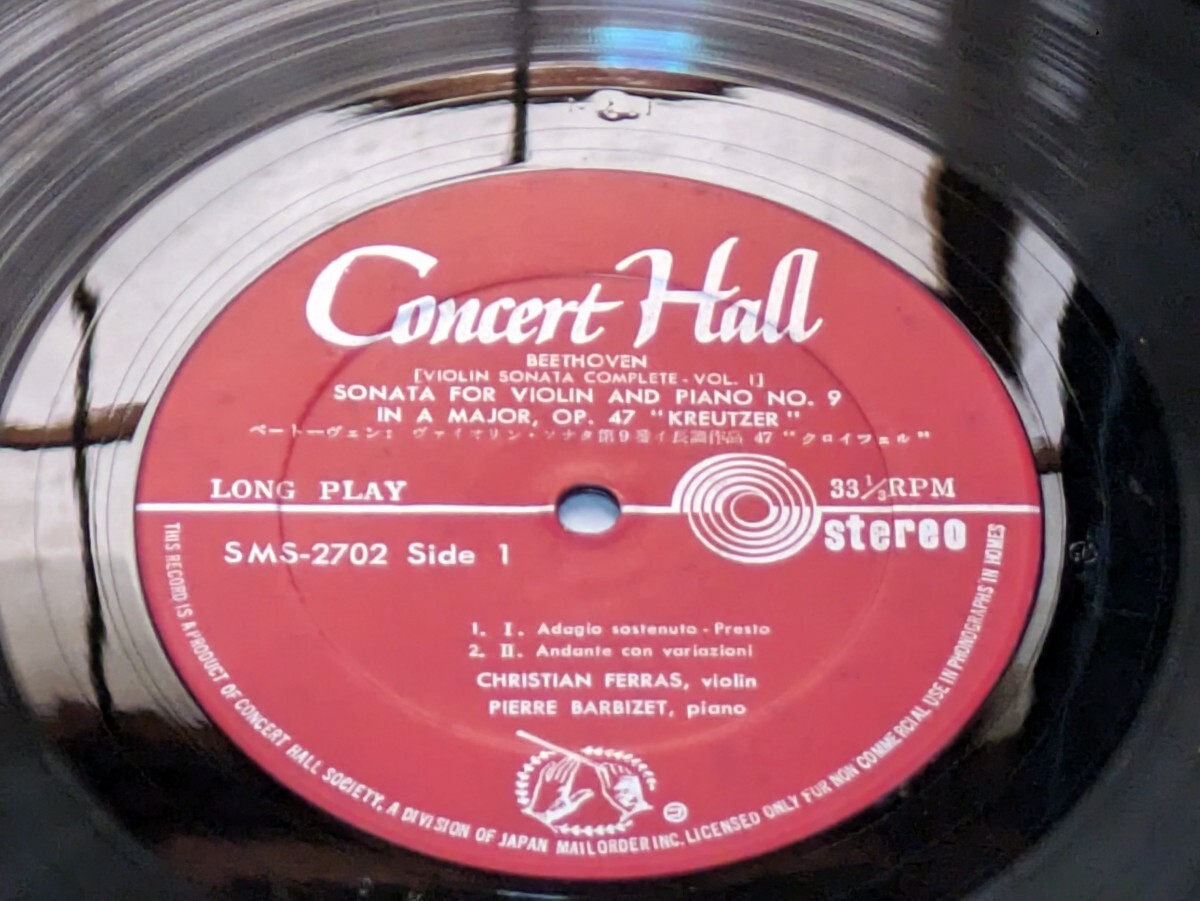 Concert Hall
BEETHOVEN
[VIOLIN SONATA COMPLETE - VOL. I]
SONATA FOR VIOLIN AND PIANO NO. 9
IN A MAJOR, OP. 47 "KREUTZER"
ベートーヴェン: ヴァイオリン・ソナタ第9番イ長調作品 47 "クロイツェル"
LONG PLAY
33 1/3 RPM
stereo
SMS-2702 Side 1
1. I. Adagio sostenuto - Presto
2. II. Andante con variazioni
CHRISTIAN FERRAS, violin
PIERRE BARBIZET, piano
THIS RECORD IS A PRODUCT OF CONCERT HALL SOCIETY, A DIVISION OF JAPAN MAIL ORDER INC. LICENSED ONLY FUR NON COMMERCIAL USE IN PHONOGRAPHS IN HOMES